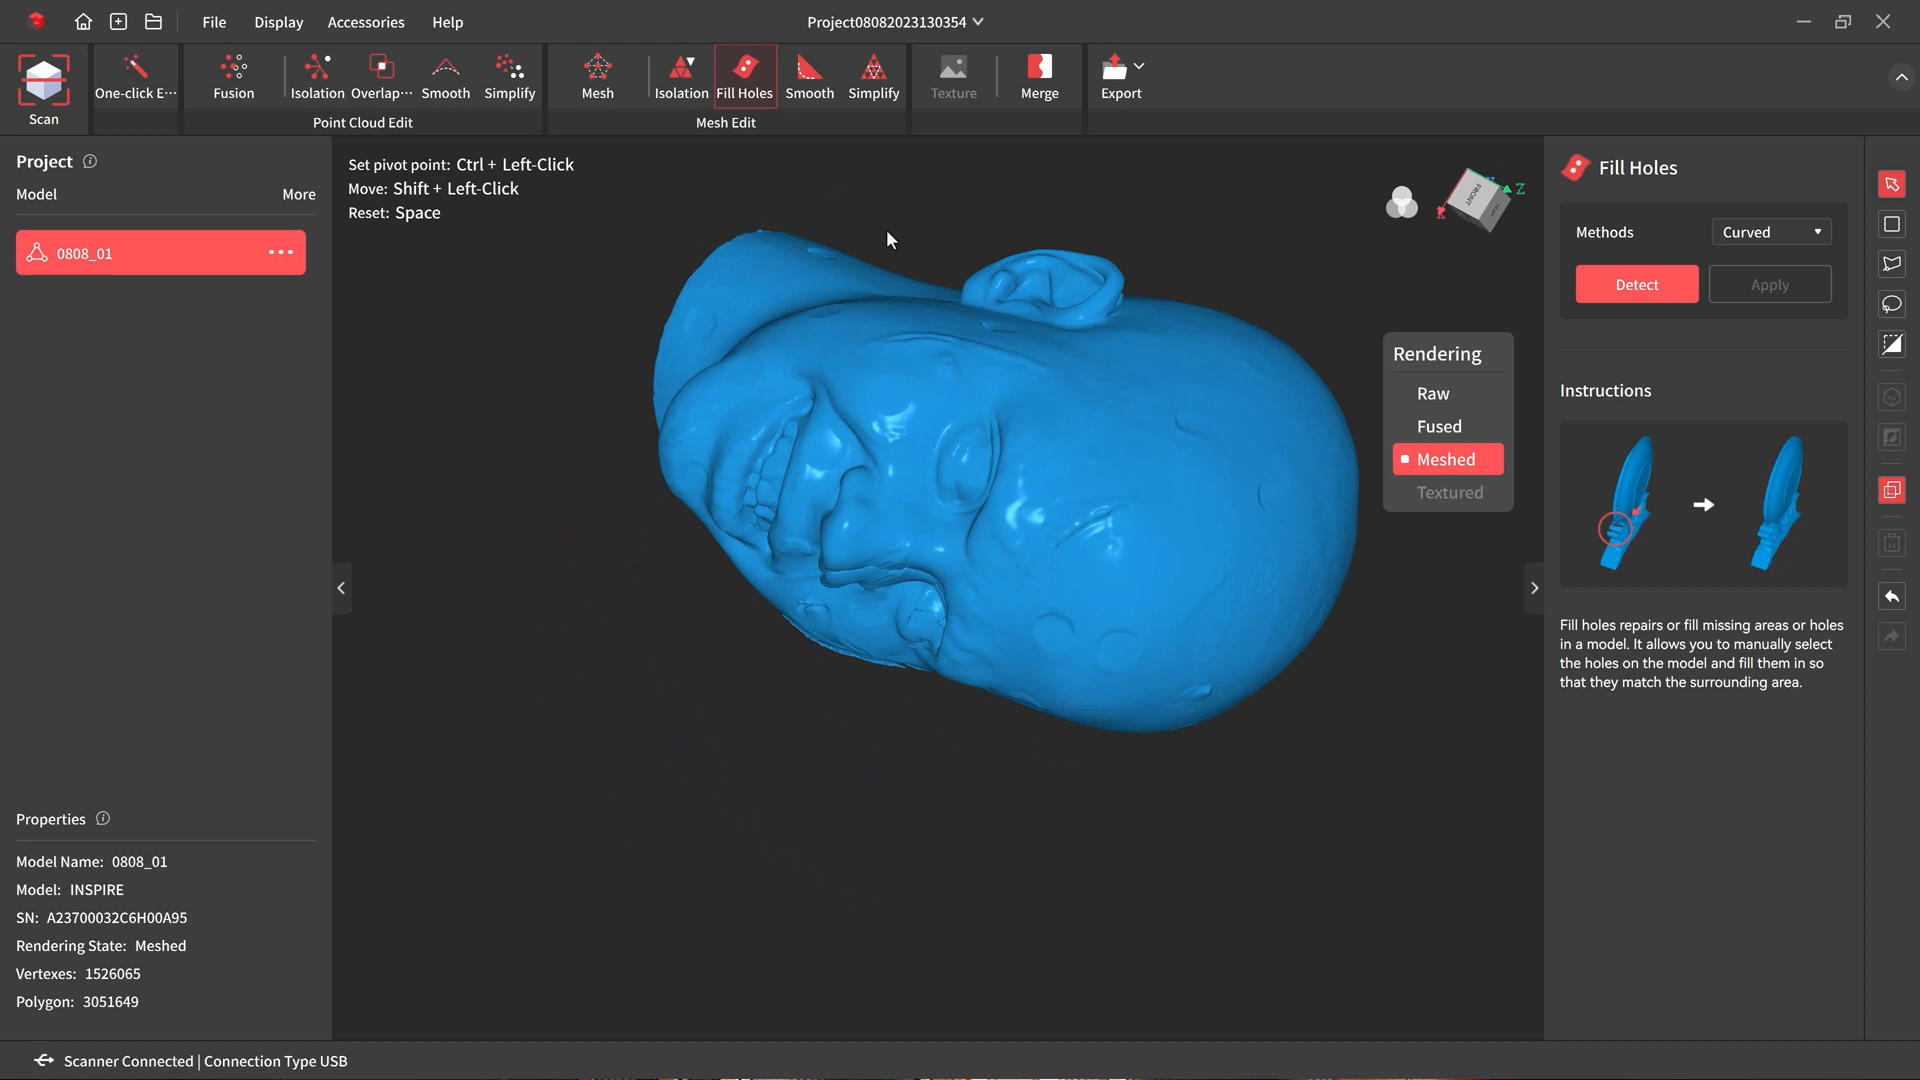 File Display Accessories Help
Project08082023130354
Scan
One-click E···
Fusion
Isolation
Overlap···
Smooth
Simplify
Point Cloud Edit
Mesh
Isolation
Fill Holes
Smooth
Simplify
Mesh Edit
Texture
Merge
Export
Project
Model More
0808_01
Set pivot point: Ctrl + Left-Click
Move: Shift + Left-Click
Reset: Space
FRONT
Z
Rendering
Raw
Fused
Meshed
Textured
Fill Holes
Methods Curved
Detect Apply
Instructions
Fill holes repairs or fill missing areas or holes
in a model. It allows you to manually select
the holes on the model and fill them in so
that they match the surrounding area.
Properties
Model Name: 0808_01
Model: INSPIRE
SN: A23700032C6H00A95
Rendering State: Meshed
Vertexes: 1526065
Polygon: 3051649
Scanner Connected | Connection Type USB